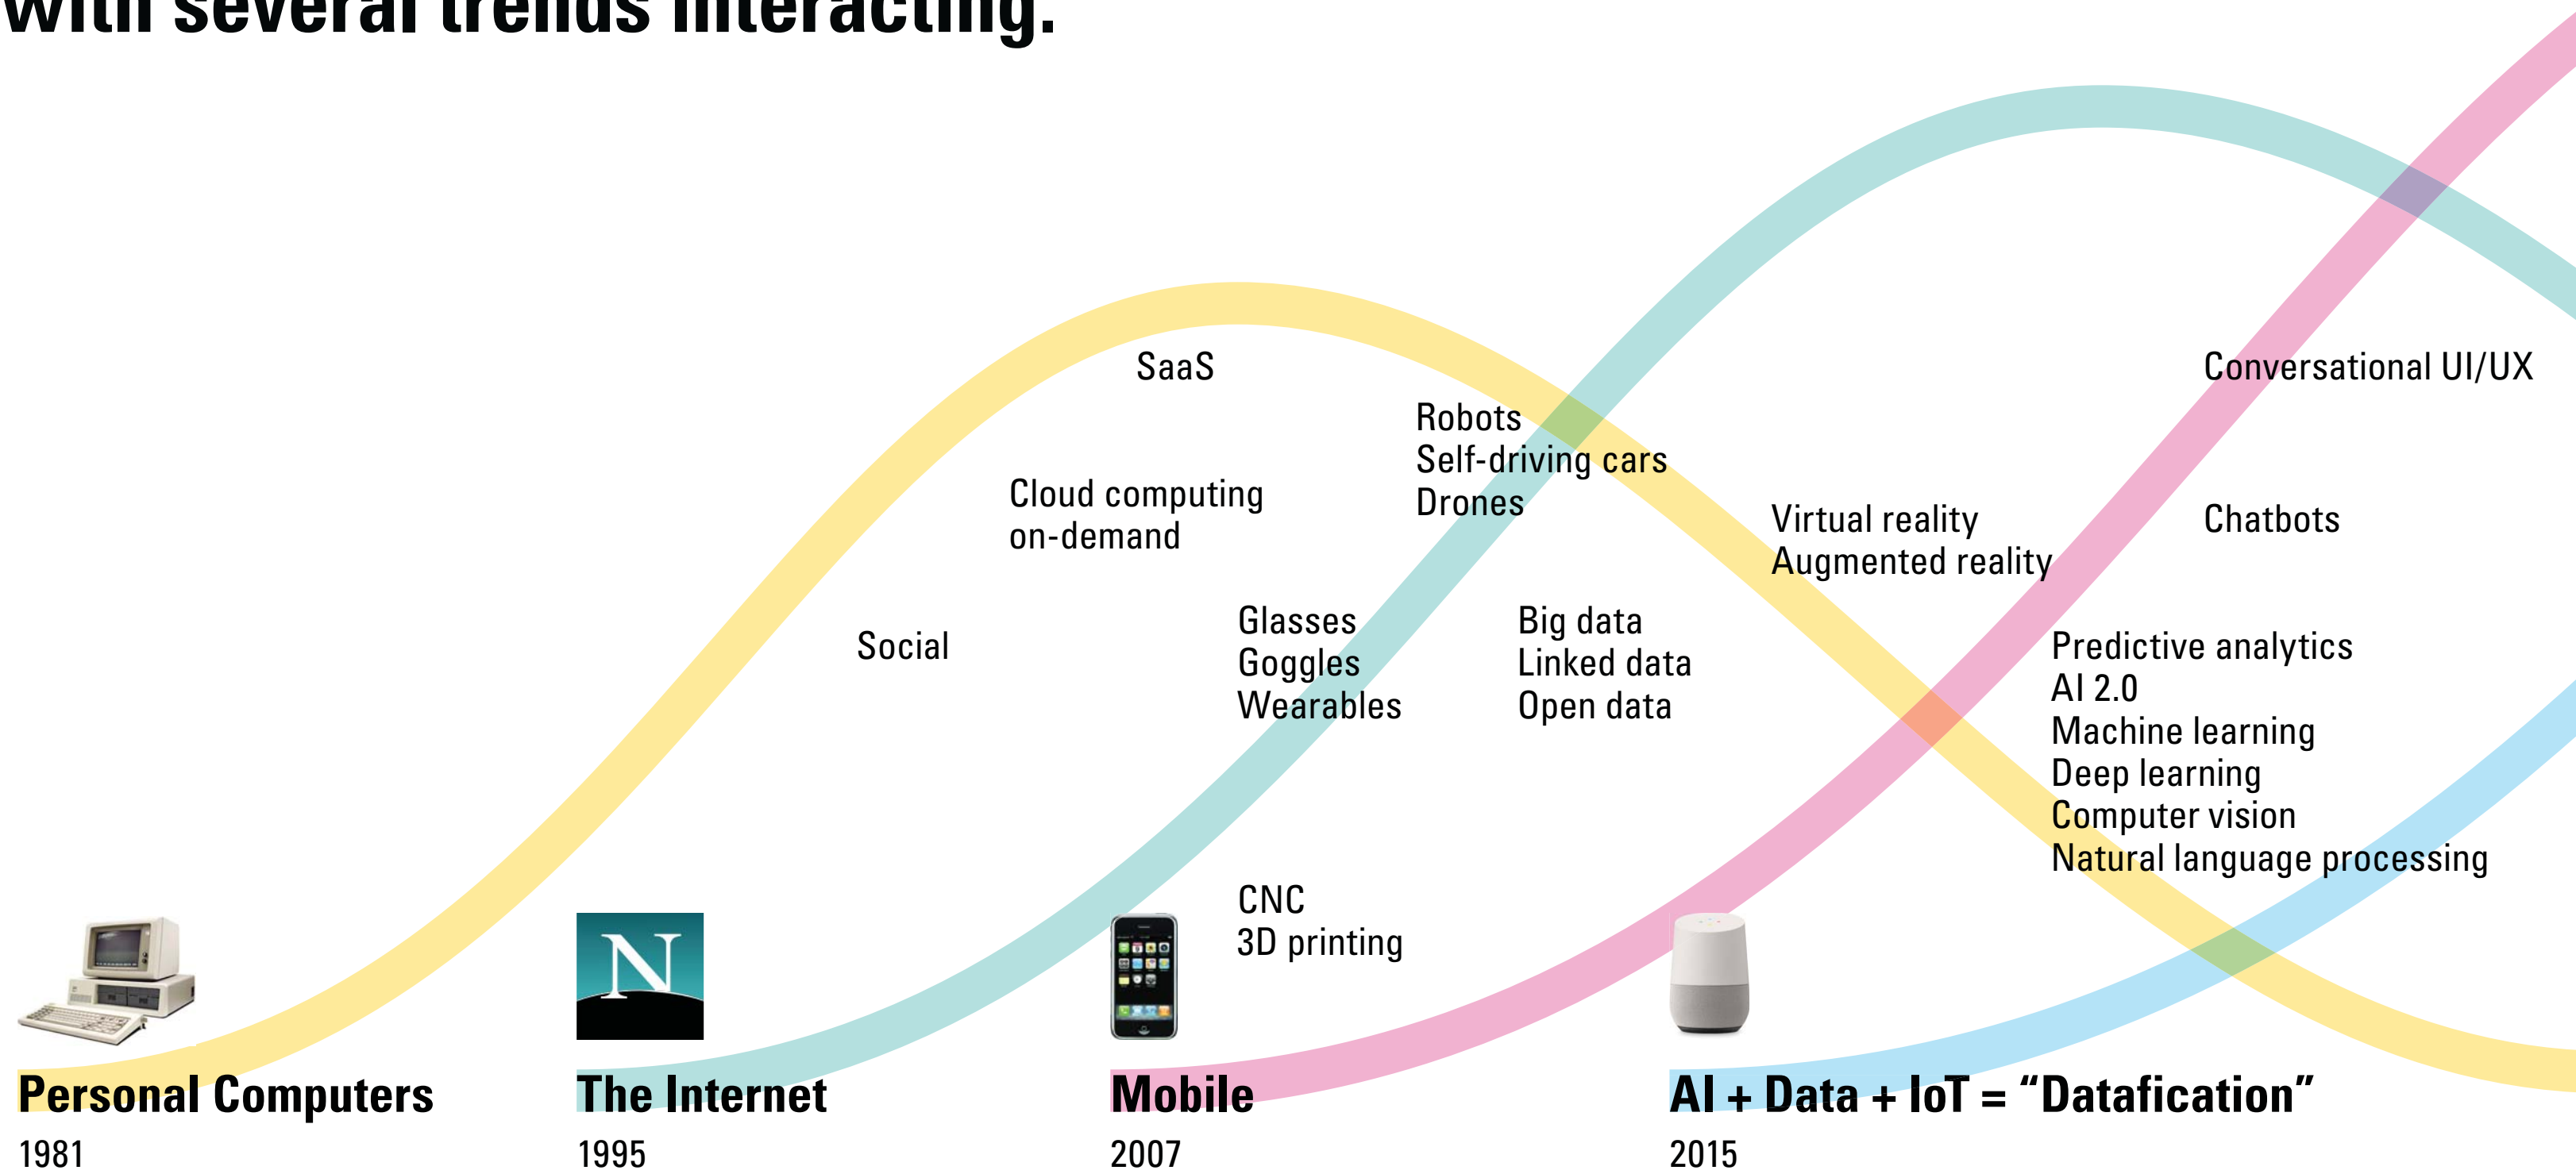 with several trends interacting.
SaaS
Conversational UI/UX
Robots
Self-driving cars
Drones
Cloud computing
on-demand
Virtual reality
Augmented reality
Chatbots
Social
Glasses
Goggles
Wearables
Big data
Linked data
Open data
Predictive analytics
AI 2.0
Machine learning
Deep learning
Computer vision
Natural language processing
CNC
3D printing
N
Personal Computers
1981
The Internet
1995
Mobile
2007
AI + Data + IoT = “Datafication”
2015